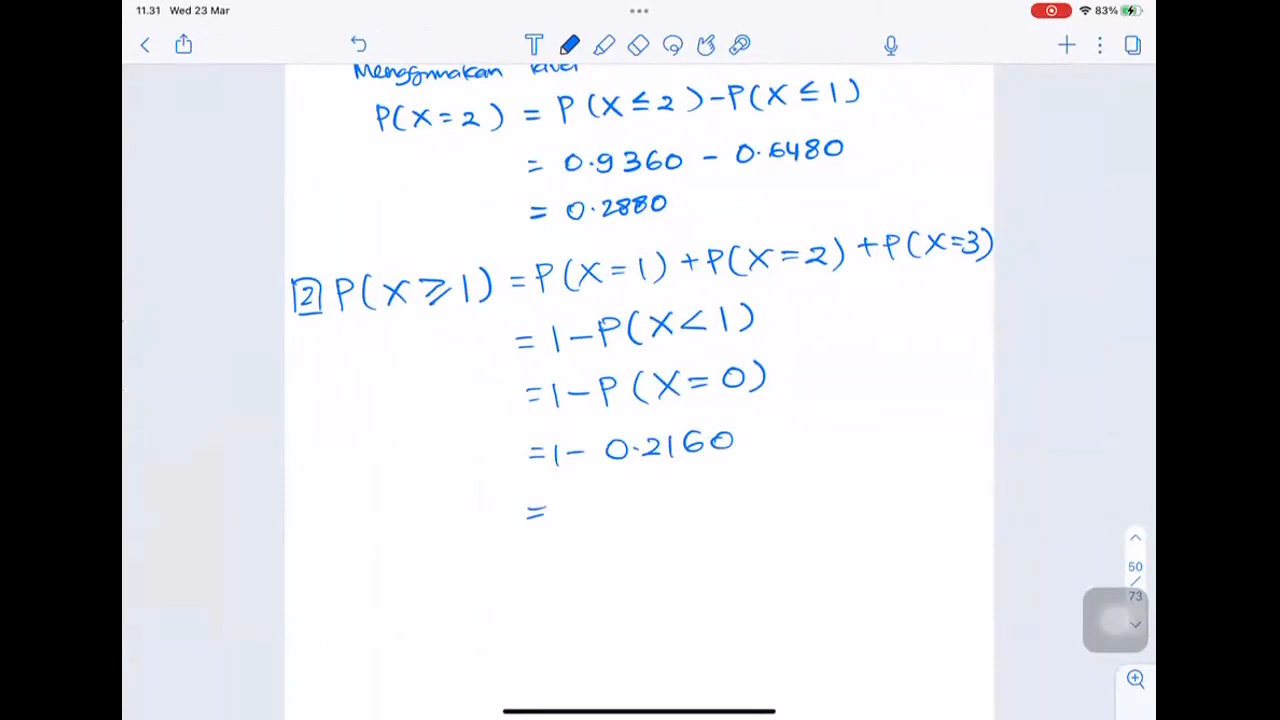 11.31 Wed 23 Mar
83%
Menggunakan
P(X=2) = P(X≤2)-P(X≤1)
= 0.9360 - 0.6480
= 0.2880
2 P(X≥1) = P(X=1)+P(X=2)+P(X=3)
= 1-P(X<1)
= 1-P(X=0)
= 1- 0.2160
=
50
/
73